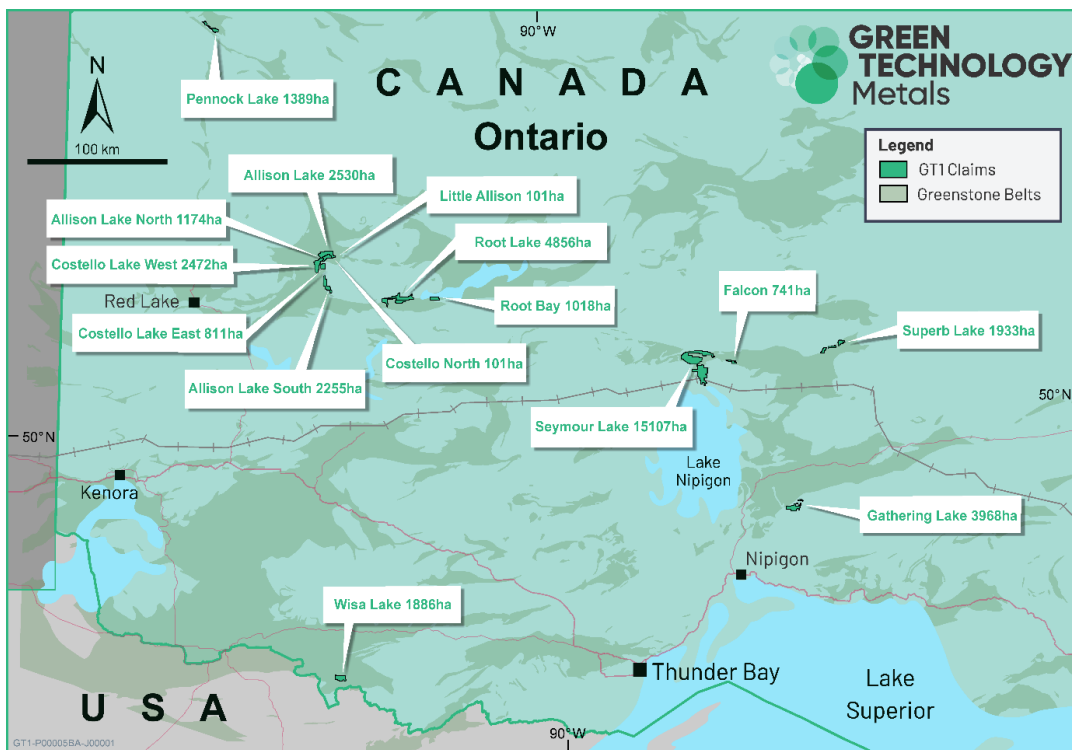 90°W
GREEN
TECHNOLOGY
Metals
CANADA
Ontario
N
100 km
Pennock Lake 1389ha
Legend
GT1 Claims
Greenstone Belts
Allison Lake 2530ha
Little Allison 101ha
Allison Lake North 1174ha
Root Lake 4856ha
Costello Lake West 2472ha
Red Lake
Root Bay 1018ha
Falcon 741ha
Superb Lake 1933ha
Costello Lake East 811ha
Costello North 101ha
Allison Lake South 2255ha
50°N
Seymour Lake 15107ha
50°N
Lake
Nipigon
Kenora
Gathering Lake 3968ha
Nipigon
Wisa Lake 1886ha
Thunder Bay
Lake
Superior
USA
90°W
GT1-P00005BA-J00001